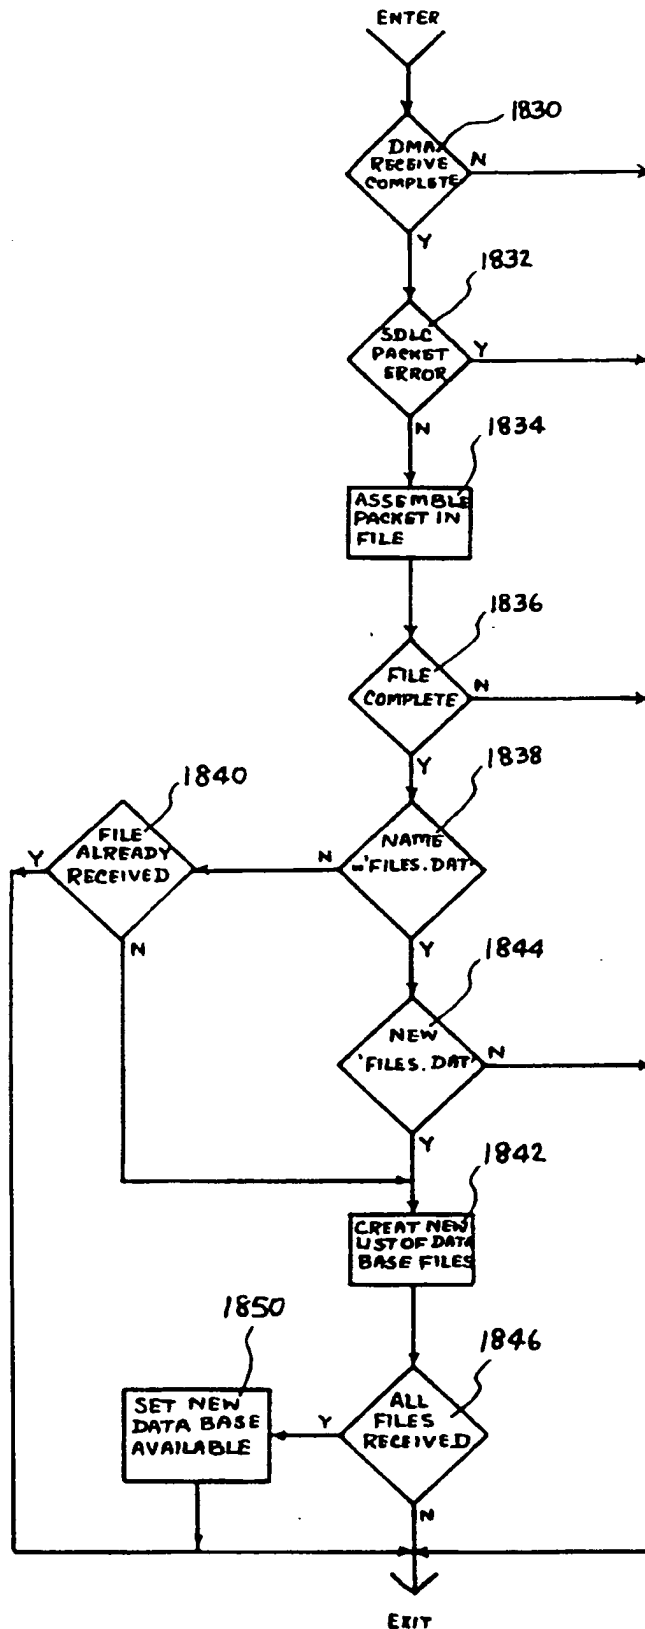 ENTER
1830
DMA
RECEIVE
COMPLETE
N
Y
1832
SDLC
PACKET
ERROR
Y
N
1834
ASSEMBLE
PACKET IN
FILE
1836
FILE
COMPLETE
N
Y
1838
NAME
='FILES.DAT'
N
Y
1840
FILE
ALREADY
RECEIVED
Y
N
1844
NEW
'FILES.DAT'
N
Y
1842
CREAT NEW
LIST OF DATA
BASE FILES
1846
ALL
FILES
RECEIVED
Y
N
1850
SET NEW
DATA BASE
AVAILABLE
EXIT